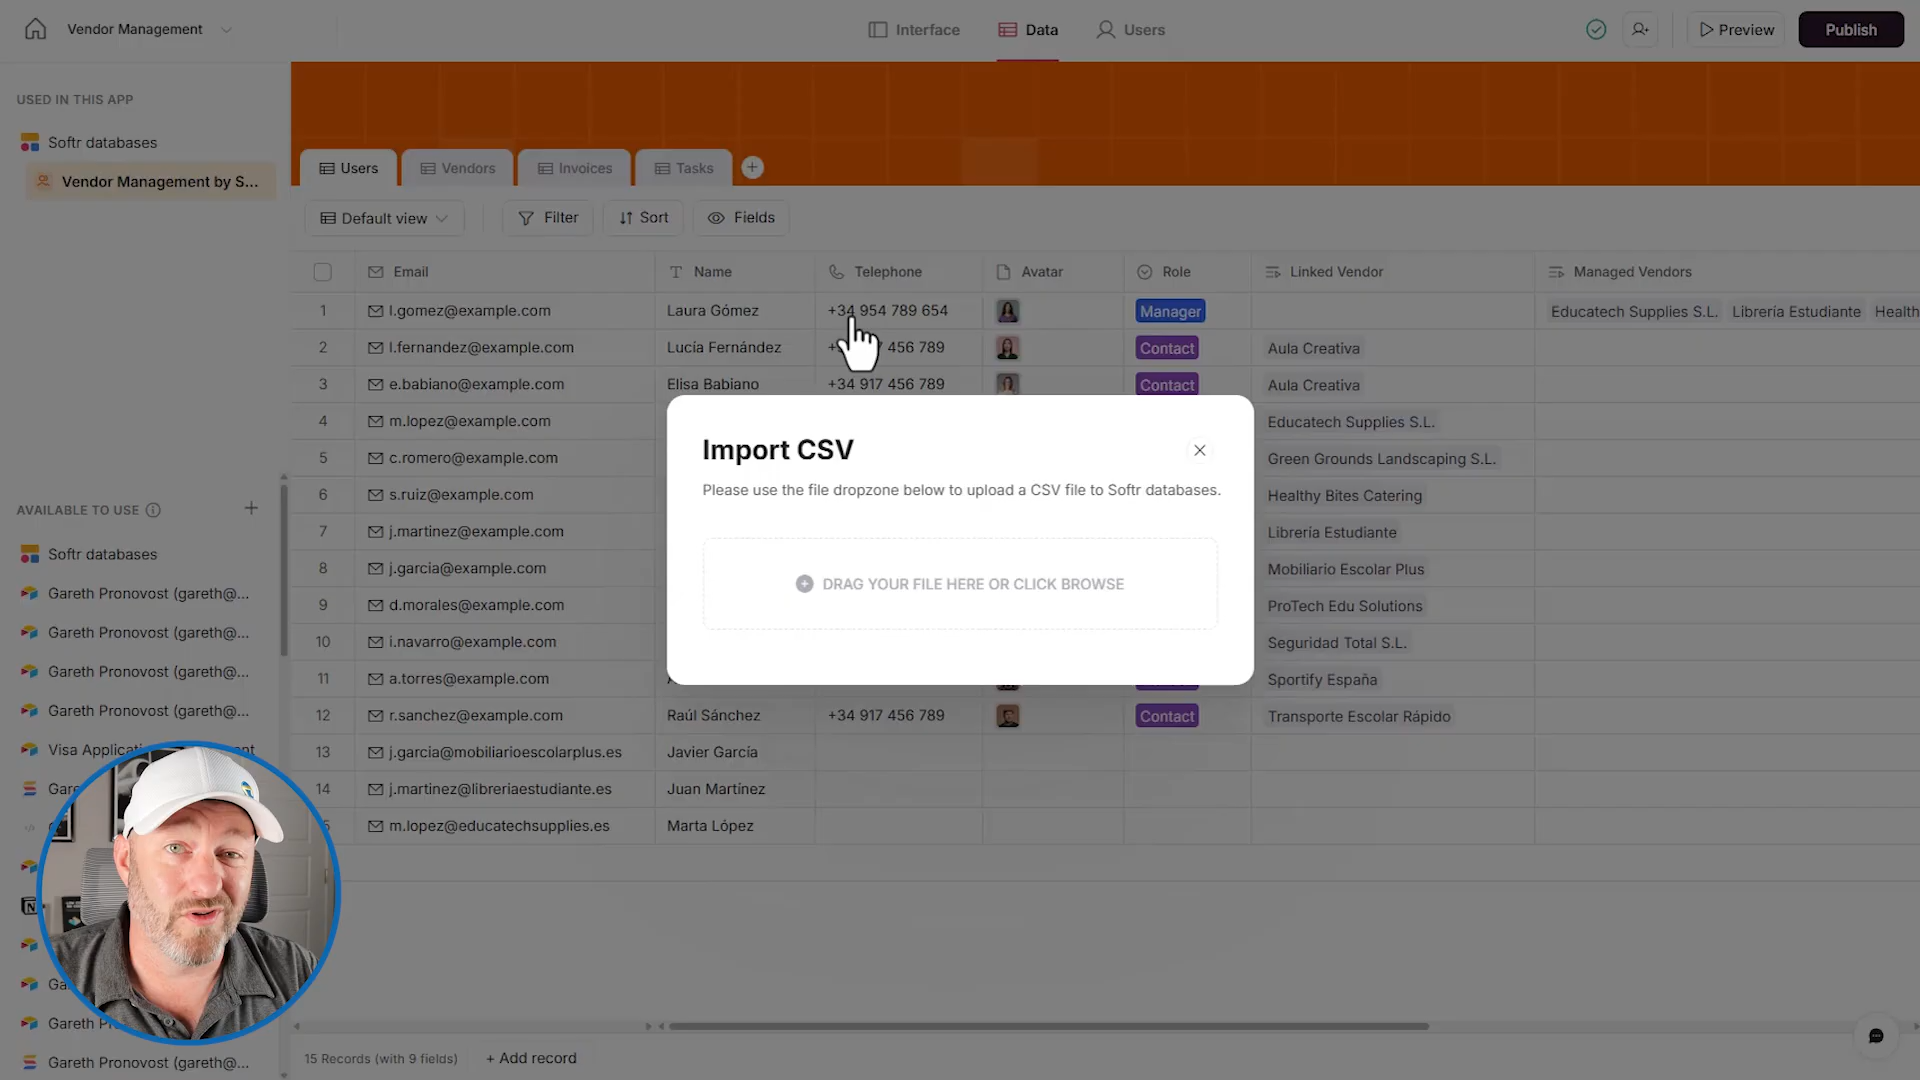 Vendor Management
Interface
Data
Users
Preview
Publish
USED IN THIS APP
Softr databases
Vendor Management by S...
AVAILABLE TO USE
Softr databases
Gareth Pronovost (gareth@...
Gareth Pronovost (gareth@...
Gareth Pronovost (gareth@...
Gareth Pronovost (gareth@...
Gareth Pronovost (gareth@...
Users
Vendors
Invoices
Tasks
Default view
Filter
Sort
Fields
Email
Name
Telephone
Avatar
Role
Linked Vendor
Managed Vendors
1 l.gomez@example.com Laura Gómez +34 954 789 654 Manager Educatech Supplies S.L. Librería Estudiante Health
2 l.fernandez@example.com Lucía Fernández 456 789 Contact Aula Creativa
3 e.babiano@example.com Elisa Babiano +34 917 456 789 Contact Aula Creativa
4 m.lopez@example.com Educatech Supplies S.L.
5 c.romero@example.com Green Grounds Landscaping S.L.
6 s.ruiz@example.com Healthy Bites Catering
7 j.martinez@example.com Librería Estudiante
8 j.garcia@example.com Mobiliario Escolar Plus
9 d.morales@example.com ProTech Edu Solutions
10 i.navarro@example.com Seguridad Total S.L.
11 a.torres@example.com Sportify España
12 r.sanchez@example.com Raúl Sánchez +34 917 456 789 Contact Transporte Escolar Rápido
13 j.garcia@mobiliarioescolarplus.es Javier García
14 j.martinez@libreriaestudiante.es Juan Martínez
m.lopez@educatechsupplies.es Marta López
Import CSV
Please use the file dropzone below to upload a CSV file to Softr databases.
DRAG YOUR FILE HERE OR CLICK BROWSE
15 Records (with 9 fields)
+ Add record